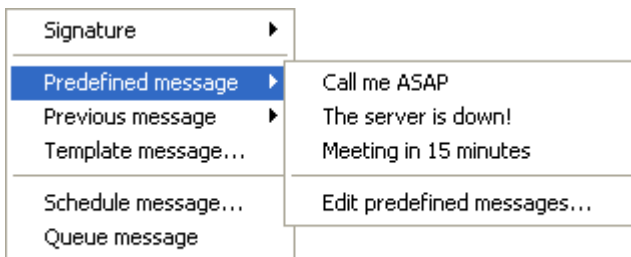 Signature
Predefined message
Previous message
Template message...
Schedule message...
Queue message
Call me ASAP
The server is down!
Meeting in 15 minutes
Edit predefined messages...